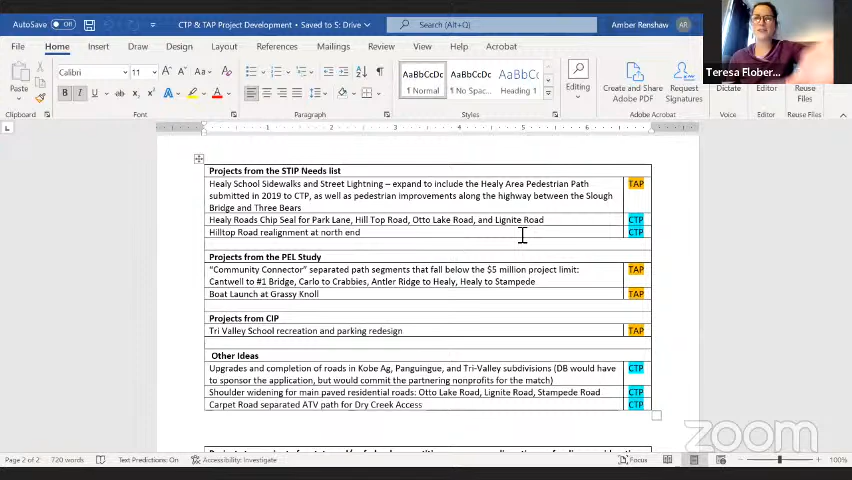 AutoSave Off
CTP & TAP Project Development • Saved to S: Drive
Search (Alt+Q)
Amber Renshaw AR
File Home Insert Draw Design Layout References Mailings Review View Help Acrobat
Teresa Flober...
Paste
Calibri 11
AaBbCcDc AaBbCcDc AaBbCcD
¶ Normal ¶ No Spac...
Editing
Create and Share Adobe PDF
Request Signatures
Dictate
Editor
Reuse Files
Clipboard Font Paragraph Styles Adobe Acrobat Voice Editor Reuse Files
Projects from the STIP Needs list
Healy School Sidewalks and Street Lightning – expand to include the Healy Area Pedestrian Path TAP
submitted in 2019 to CTP, as well as pedestrian improvements along the highway between the Slough
Bridge and Three Bears
Healy Roads Chip Seal for Park Lane, Hill Top Road, Otto Lake Road, and Lignite Road CTP
Hilltop Road realignment at north end CTP
Projects from the PEL Study
“Community Connector” separated path segments that fall below the $5 million project limit: TAP
Cantwell to #1 Bridge, Carlo to Crabbies, Antler Ridge to Healy, Healy to Stampede
Boat Launch at Grassy Knoll TAP
Projects from CIP
Tri Valley School recreation and parking redesign TAP
Other Ideas
Upgrades and completion of roads in Kobe Ag, Panguingue, and Tri-Valley subdivisions (DB would have CTP
to sponsor the application, but would commit the partnering nonprofits for the match)
Shoulder widening for main paved residential roads: Otto Lake Road, Lignite Road, Stampede Road CTP
Carpet Road separated ATV path for Dry Creek Access CTP
zoom
Page 2 of 2 720 words Text Predictions: On Accessibility: Investigate Focus 100%